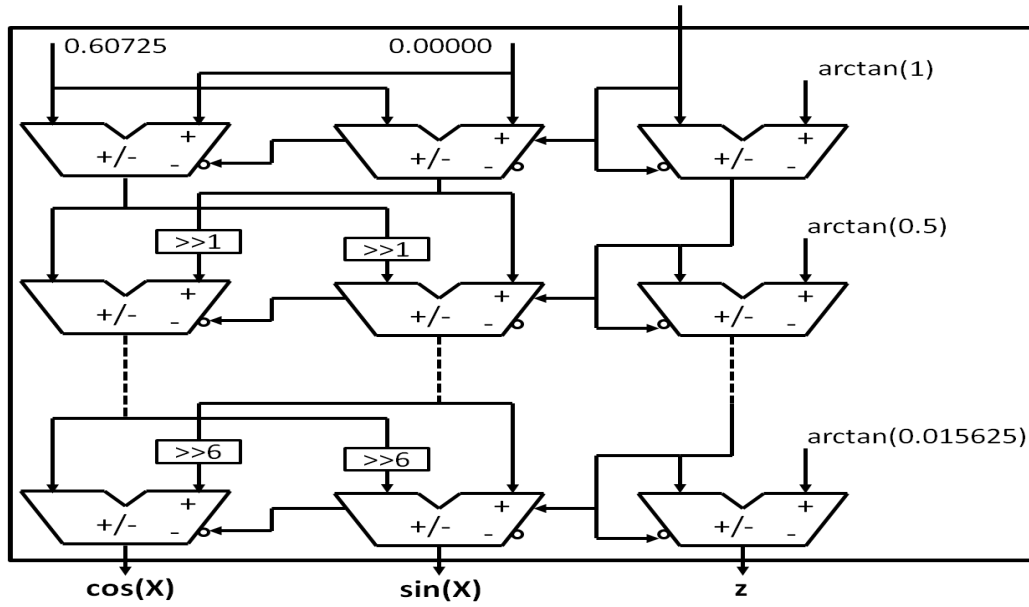 0.60725 0.00000
arctan(1)
+ + +
+/- - +/- - +/- -
arctan(0.5)
>>1 >>1
+ + +
+/- - +/- - +/- -
arctan(0.015625)
>>6 >>6
+ + +
+/- - +/- - +/- -
cos(X) sin(X) z